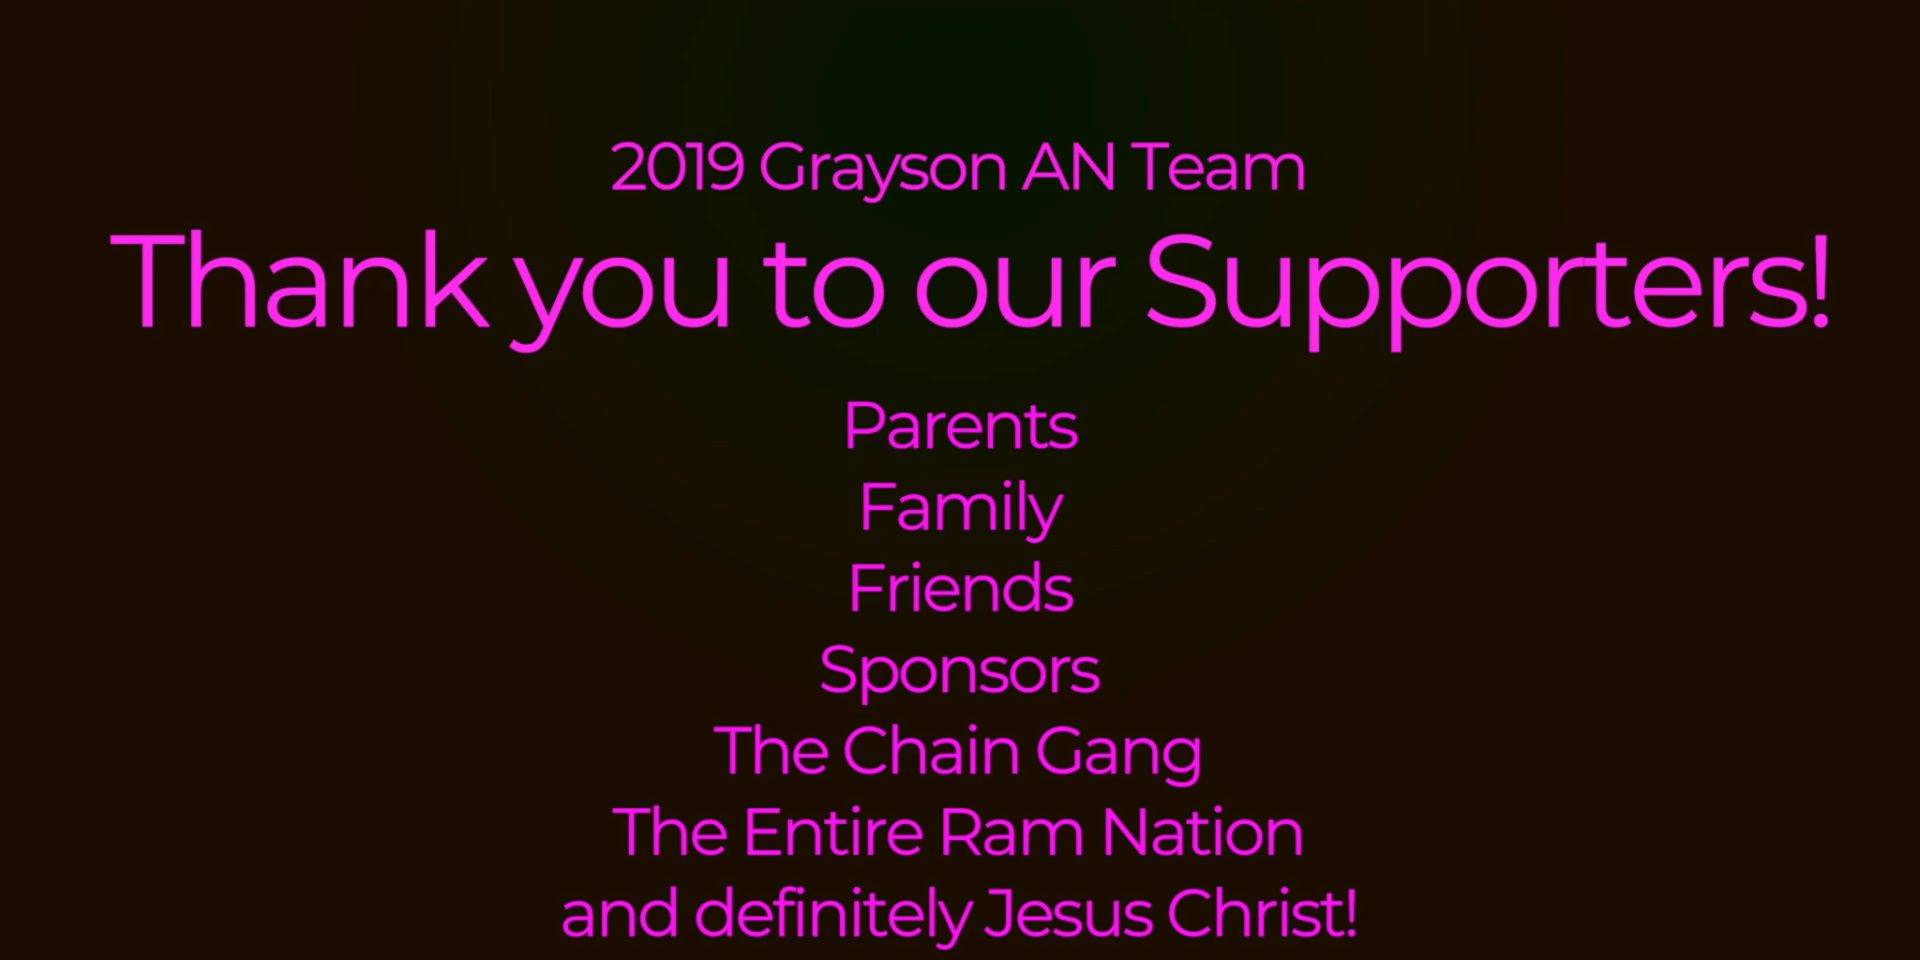 2019 Grayson AN Team
Thank you to our Supporters!
Parents
Family
Friends
Sponsors
The Chain Gang
The Entire Ram Nation
and definitely Jesus Christ!